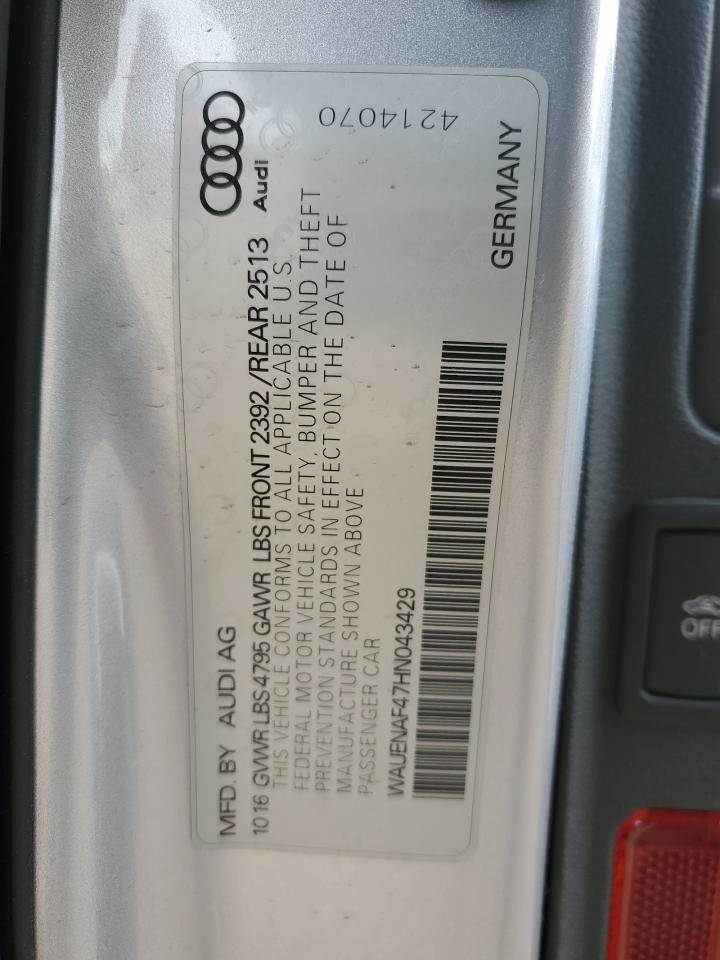 MFD. BY AUDI AG
Audi
1016 GVWR LBS 4795 GAWR LBS FRONT 2392 /REAR 2513
THIS VEHICLE CONFORMS TO ALL APPLICABLE U.S.
FEDERAL MOTOR VEHICLE SAFETY, BUMPER AND THEFT
PREVENTION STANDARDS IN EFFECT ON THE DATE OF
MANUFACTURE SHOWN ABOVE
PASSENGER CAR
4214070
WAUENAF47HN043429
GERMANY
OFF